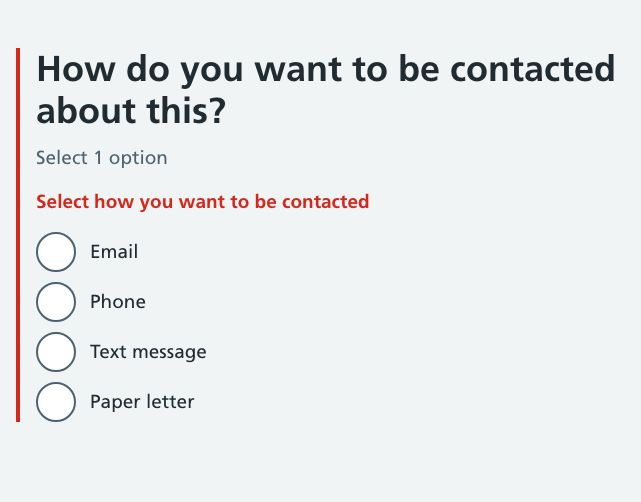 How do you want to be contacted
about this?
Select 1 option
Select how you want to be contacted
Email
Phone
Text message
Paper letter